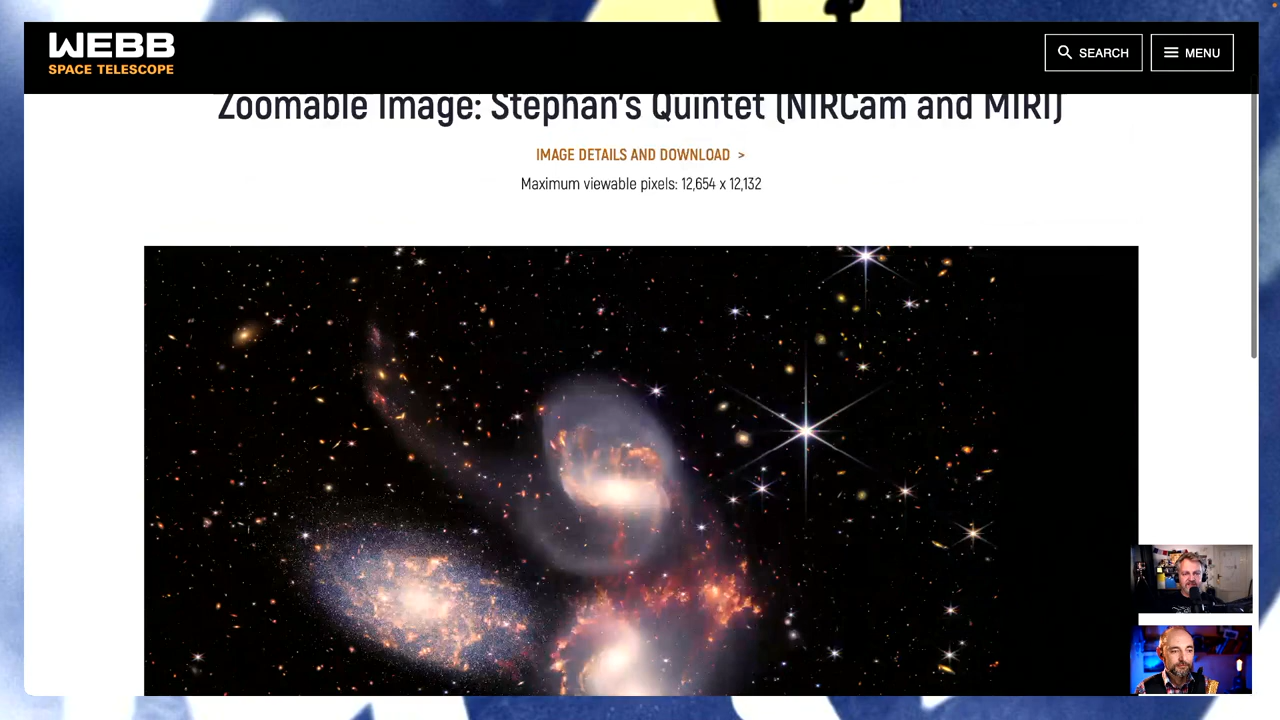 WEBB
SPACE TELESCOPE
SEARCH
MENU
Zoomable Image: Stephan's Quintet (NIRCam and MIRI)
IMAGE DETAILS AND DOWNLOAD >
Maximum viewable pixels: 12,654 x 12,132